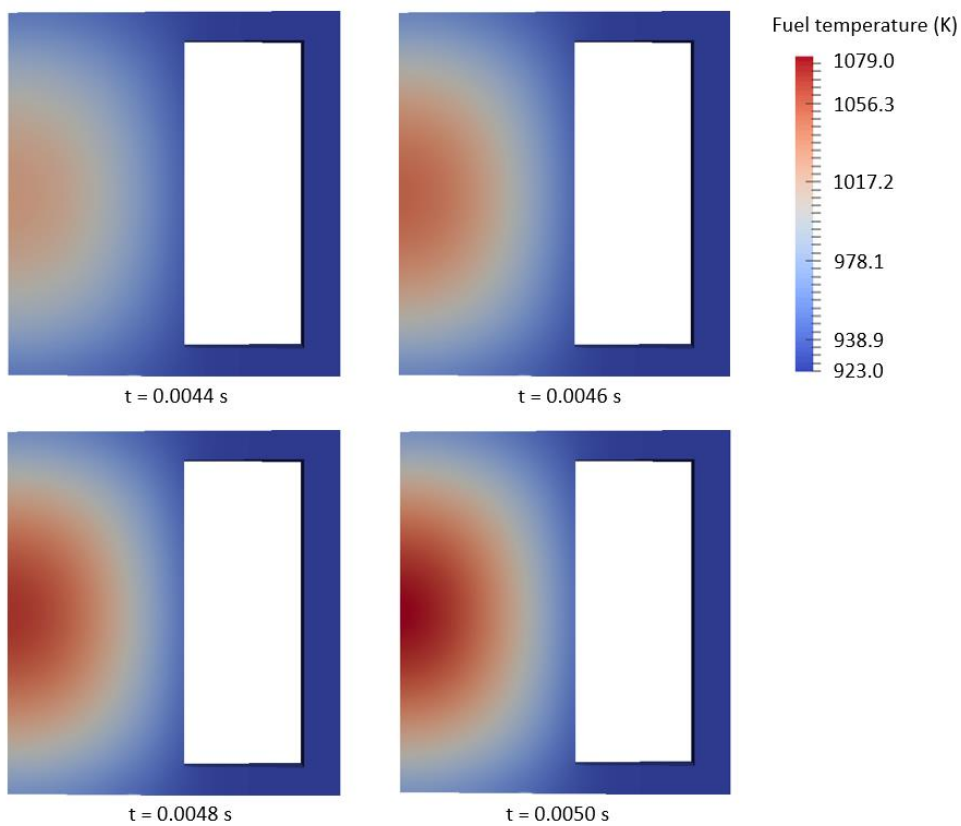 Fuel temperature (K)
1079.0
1056.3
1017.2
978.1
938.9
923.0
t = 0.0044 s
t = 0.0046 s
t = 0.0048 s
t = 0.0050 s